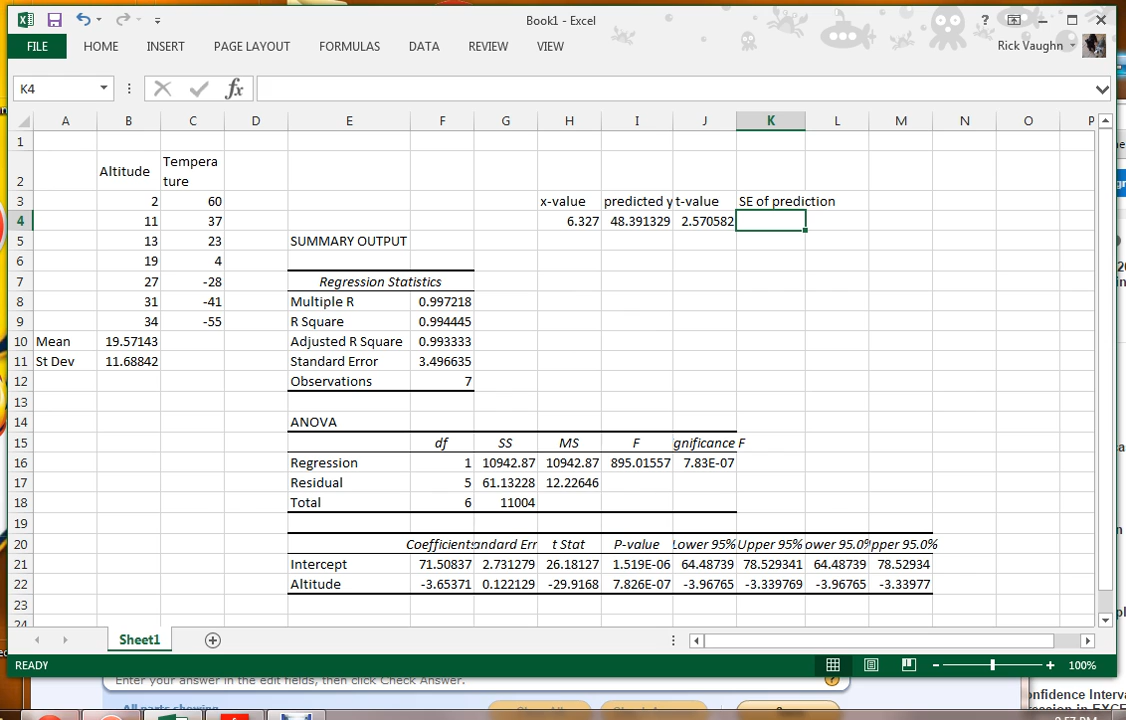 Book1 - Excel
FILE HOME INSERT PAGE LAYOUT FORMULAS DATA REVIEW VIEW Rick Vaughn
K4 fx
A B C D E F G H I J K L M N O P
1
2 Altitude Tempera
ture
3 2 60 x-value predicted y t-value SE of prediction
4 11 37 6.327 48.391329 2.570582
5 13 23 SUMMARY OUTPUT
6 19 4
7 27 -28 Regression Statistics
8 31 -41 Multiple R 0.997218
9 34 -55 R Square 0.994445
10 Mean 19.57143 Adjusted R Square 0.993333
11 St Dev 11.68842 Standard Error 3.496635
12 Observations 7
13
14 ANOVA
15 df SS MS F gnificance F
16 Regression 1 10942.87 10942.87 895.01557 7.83E-07
17 Residual 5 61.13228 12.22646
18 Total 6 11004
19
20 Coefficients andard Err t Stat P-value Lower 95% Upper 95% ower 95.0% pper 95.0%
21 Intercept 71.50837 2.731279 26.18127 1.519E-06 64.48739 78.529341 64.48739 78.52934
22 Altitude -3.65371 0.122129 -29.9168 7.826E-07 -3.96765 -3.339769 -3.96765 -3.33977
23
24
Sheet1
READY 100%
Enter your answer in the edit fields, then click Check Answer.
All parts showing
onfidence Interva